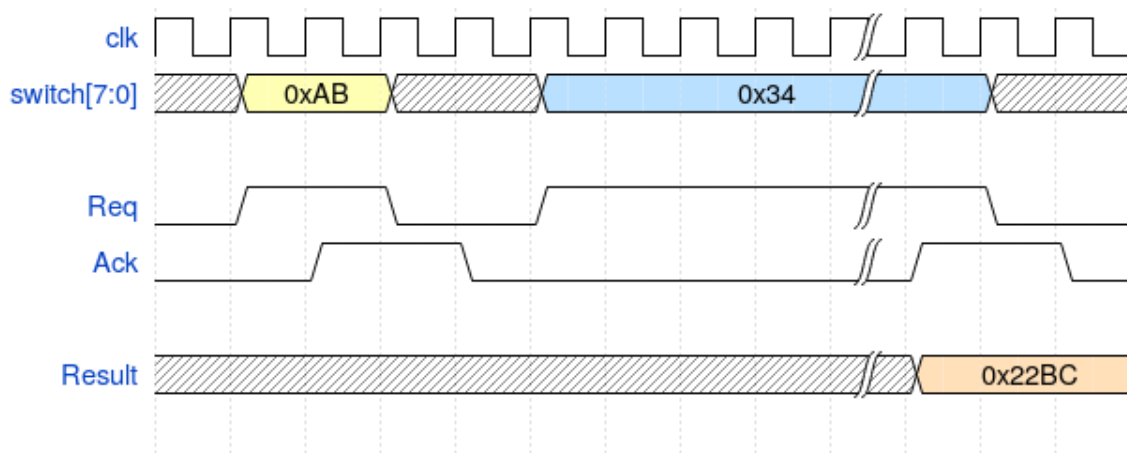 clk
switch[7:0] 0xAB 0x34
Req
Ack
Result 0x22BC